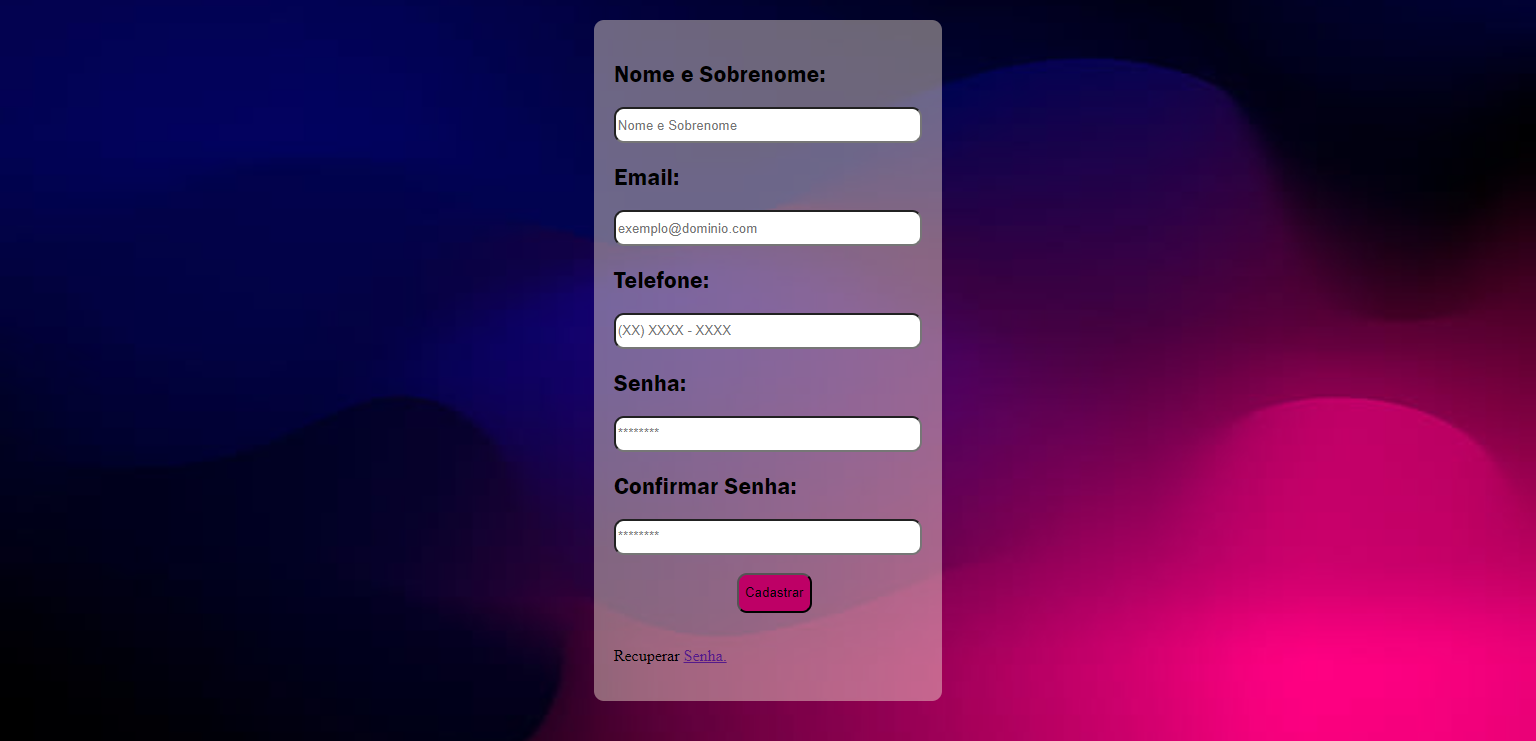 Nome e Sobrenome:
Nome e Sobrenome
Email:
exemplo@dominio.com
Telefone:
(XX) XXXX - XXXX
Senha:
********
Confirmar Senha:
********
Cadastrar
Recuperar Senha.